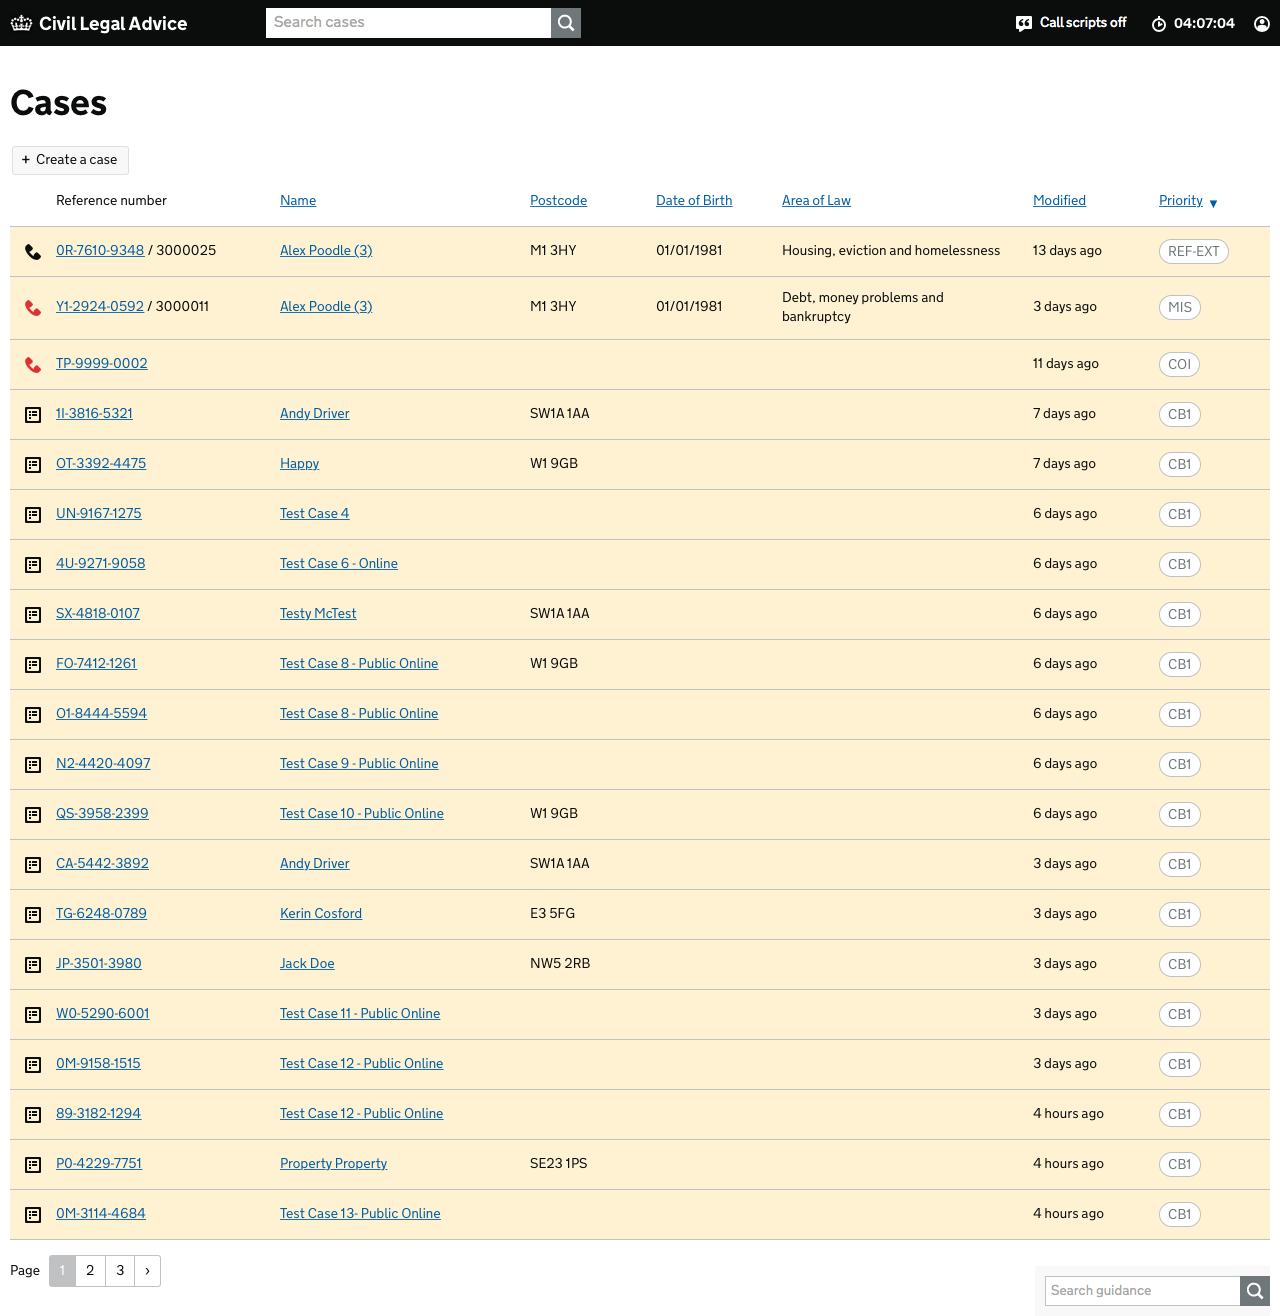 Civil Legal Advice Search cases Call scripts off 04:07:04
Cases
+ Create a case
Reference number Name Postcode Date of Birth Area of Law Modified Priority ▼
0R-7610-9348 / 3000025 Alex Poodle (3) M1 3HY 01/01/1981 Housing, eviction and homelessness 13 days ago REF-EXT
Y1-2924-0592 / 3000011 Alex Poodle (3) M1 3HY 01/01/1981 Debt, money problems and bankruptcy 3 days ago MIS
TP-9999-0002 11 days ago COI
1I-3816-5321 Andy Driver SW1A 1AA 7 days ago CB1
OT-3392-4475 Happy W1 9GB 7 days ago CB1
UN-9167-1275 Test Case 4 6 days ago CB1
4U-9271-9058 Test Case 6 - Online 6 days ago CB1
SX-4818-0107 Testy McTest SW1A 1AA 6 days ago CB1
FO-7412-1261 Test Case 8 - Public Online W1 9GB 6 days ago CB1
O1-8444-5594 Test Case 8 - Public Online 6 days ago CB1
N2-4420-4097 Test Case 9 - Public Online 6 days ago CB1
QS-3958-2399 Test Case 10 - Public Online W1 9GB 6 days ago CB1
CA-5442-3892 Andy Driver SW1A 1AA 3 days ago CB1
TG-6248-0789 Kerin Cosford E3 5FG 3 days ago CB1
JP-3501-3980 Jack Doe NW5 2RB 3 days ago CB1
W0-5290-6001 Test Case 11 - Public Online 3 days ago CB1
0M-9158-1515 Test Case 12 - Public Online 3 days ago CB1
89-3182-1294 Test Case 12 - Public Online 4 hours ago CB1
P0-4229-7751 Property Property SE23 1PS 4 hours ago CB1
0M-3114-4684 Test Case 13- Public Online 4 hours ago CB1
Page 1 2 3 ›
Search guidance